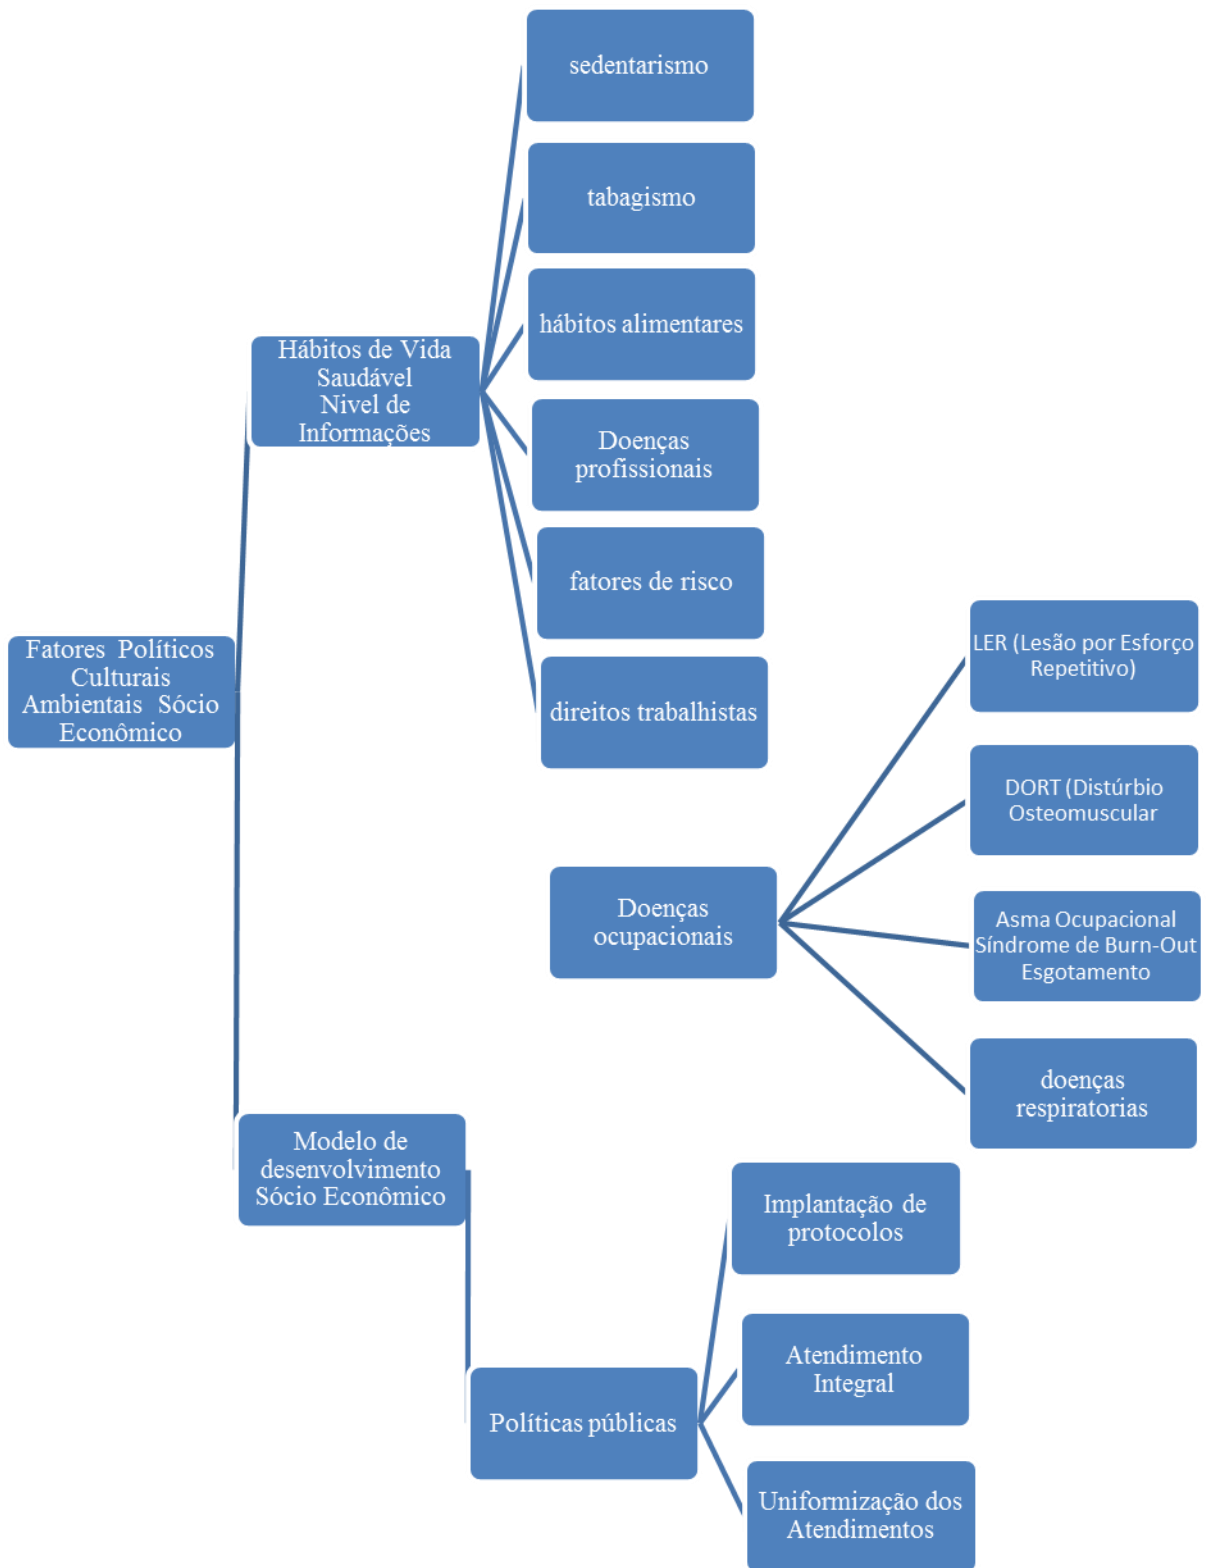 sedentarismo
tabagismo
hábitos alimentares
Hábitos de Vida
Saudável
Nivel de
Informações
Doenças
profissionais
fatores de risco
direitos trabalhistas
Fatores Políticos
Culturais
Ambientais Sócio
Econômico
LER (Lesão por Esforço
Repetitivo)
DORT (Distúrbio
Osteomuscular
Doenças
ocupacionais
Asma Ocupacional
Síndrome de Burn-Out
Esgotamento
doenças
respiratorias
Modelo de
desenvolvimento
Sócio Econômico
Implantação de
protocolos
Políticas públicas
Atendimento
Integral
Uniformização dos
Atendimentos